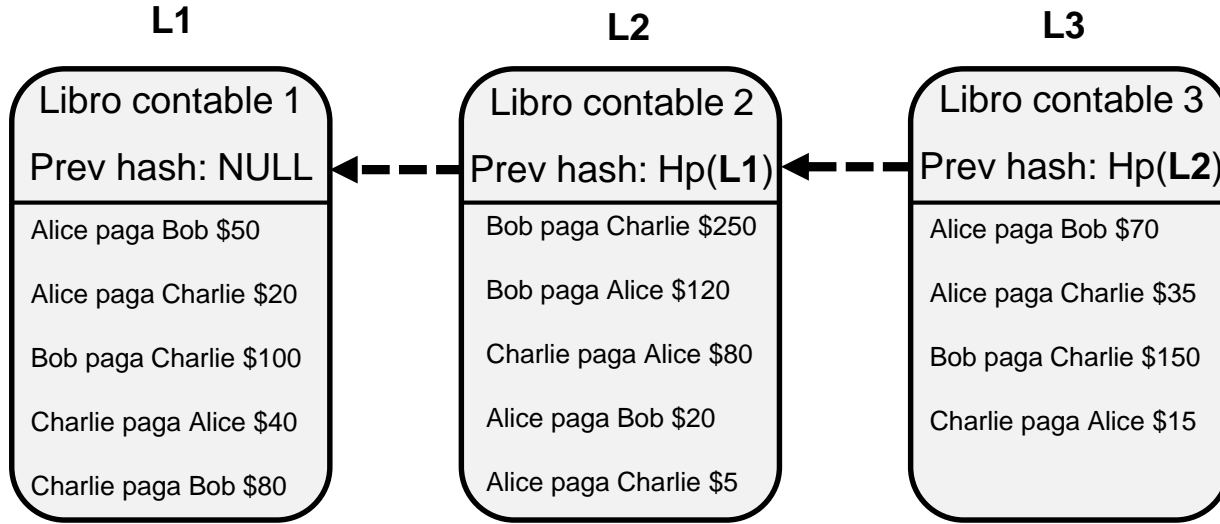 L1
Libro contable 1
Prev hash: NULL
Alice paga Bob $50
Alice paga Charlie $20
Bob paga Charlie $100
Charlie paga Alice $40
Charlie paga Bob $80
L2
Libro contable 2
Prev hash: Hp(L1)
Bob paga Charlie $250
Bob paga Alice $120
Charlie paga Alice $80
Alice paga Bob $20
Alice paga Charlie $5
L3
Libro contable 3
Prev hash: Hp(L2)
Alice paga Bob $70
Alice paga Charlie $35
Bob paga Charlie $150
Charlie paga Alice $15